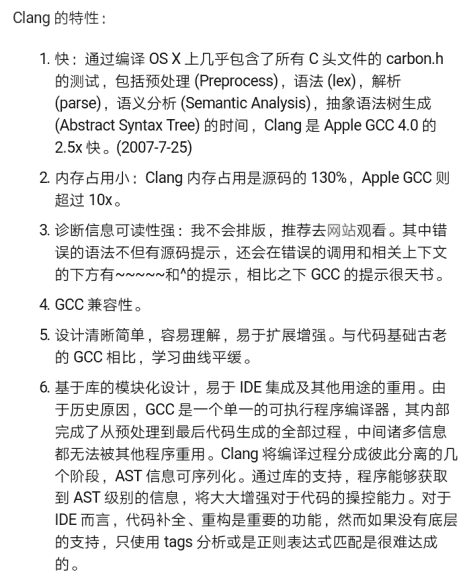 Clang 的特性：
1. 快：通过编译 OS X 上几乎包含了所有 C 头文件的 carbon.h
的测试，包括预处理 (Preprocess)，语法 (lex)，解析
(parse)，语义分析 (Semantic Analysis)，抽象语法树生成
(Abstract Syntax Tree) 的时间，Clang 是 Apple GCC 4.0 的
2.5x 快。(2007-7-25)
2. 内存占用小：Clang 内存占用是源码的 130%，Apple GCC 则
超过 10x。
3. 诊断信息可读性强：我不会排版，推荐去网站观看。其中错
误的语法不但有源码提示，还会在错误的调用和相关上下文
的下方有~~~~~和^的提示，相比之下 GCC 的提示很天书。
4. GCC 兼容性。
5. 设计清晰简单，容易理解，易于扩展增强。与代码基础古老
的 GCC 相比，学习曲线平缓。
6. 基于库的模块化设计，易于 IDE 集成及其他用途的重用。由
于历史原因，GCC 是一个单一的可执行程序编译器，其内部
完成了从预处理到最后代码生成的全部过程，中间诸多信息
都无法被其他程序重用。Clang 将编译过程分成彼此分离的几
个阶段，AST 信息可序列化。通过库的支持，程序能够获取
到 AST 级别的信息，将大大增强对于代码的操控能力。对于
IDE 而言，代码补全、重构是重要的功能，然而如果没有底层
的支持，只使用 tags 分析或是正则表达式匹配是很难达成
的。